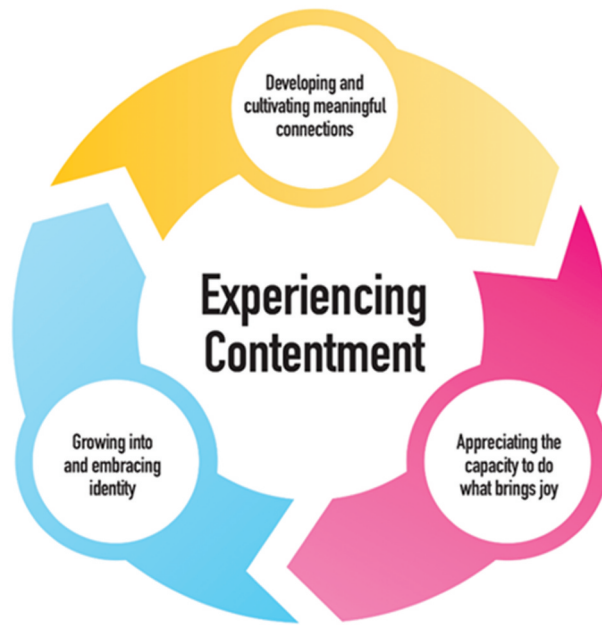 Developing and
cultivating meaningful
connections
Experiencing
Contentment
Growing into
and embracing
identity
Appreciating the
capacity to do
what brings joy